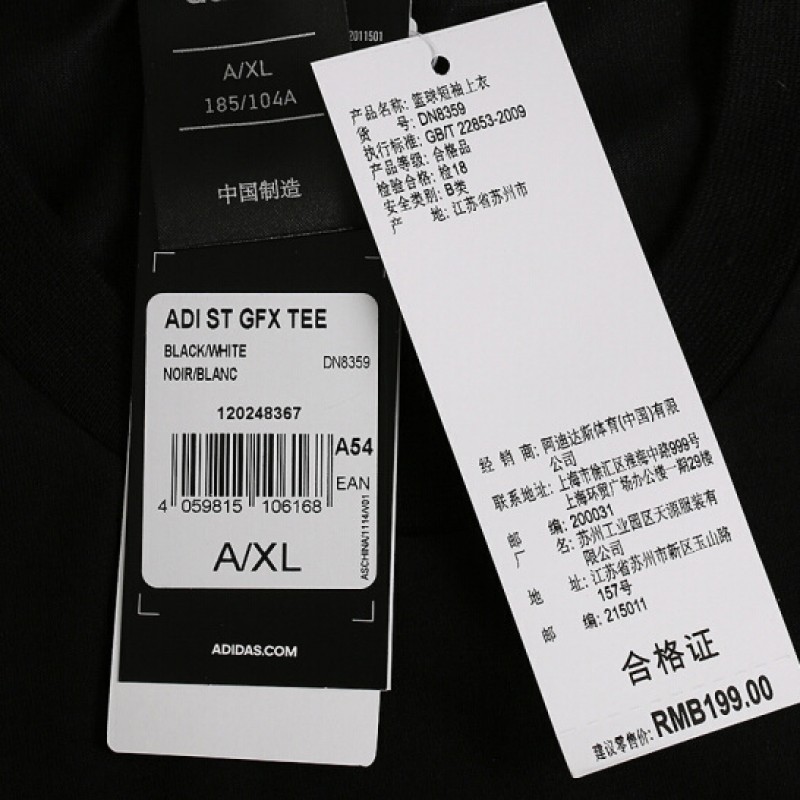 2011501
A/XL
185/104A
中国制造
ADI ST GFX TEE
BLACK/WHITE
NOIR/BLANC
DN8359
120248367
A54
EAN
4 059815 106168
ASCHINA/1114/V01
A/XL
ADIDAS.COM
产品名称: 篮球短袖上衣
货 号: DN8359
执行标准: GB/T 22853-2009
产品等级: 合格品
检验合格: 检18
安全类别: B类
产 地: 江苏省苏州市
经 销 商: 阿迪达斯体育(中国)有限
公司
联系地址: 上海市徐汇区淮海中路999号
上海环贸广场办公楼一期29楼
邮 编: 200031
厂 名: 苏州工业园区天源服装有
限公司
地 址: 江苏省苏州市新区玉山路
157号
邮 编: 215011
合格证
建议零售价: RMB199.00